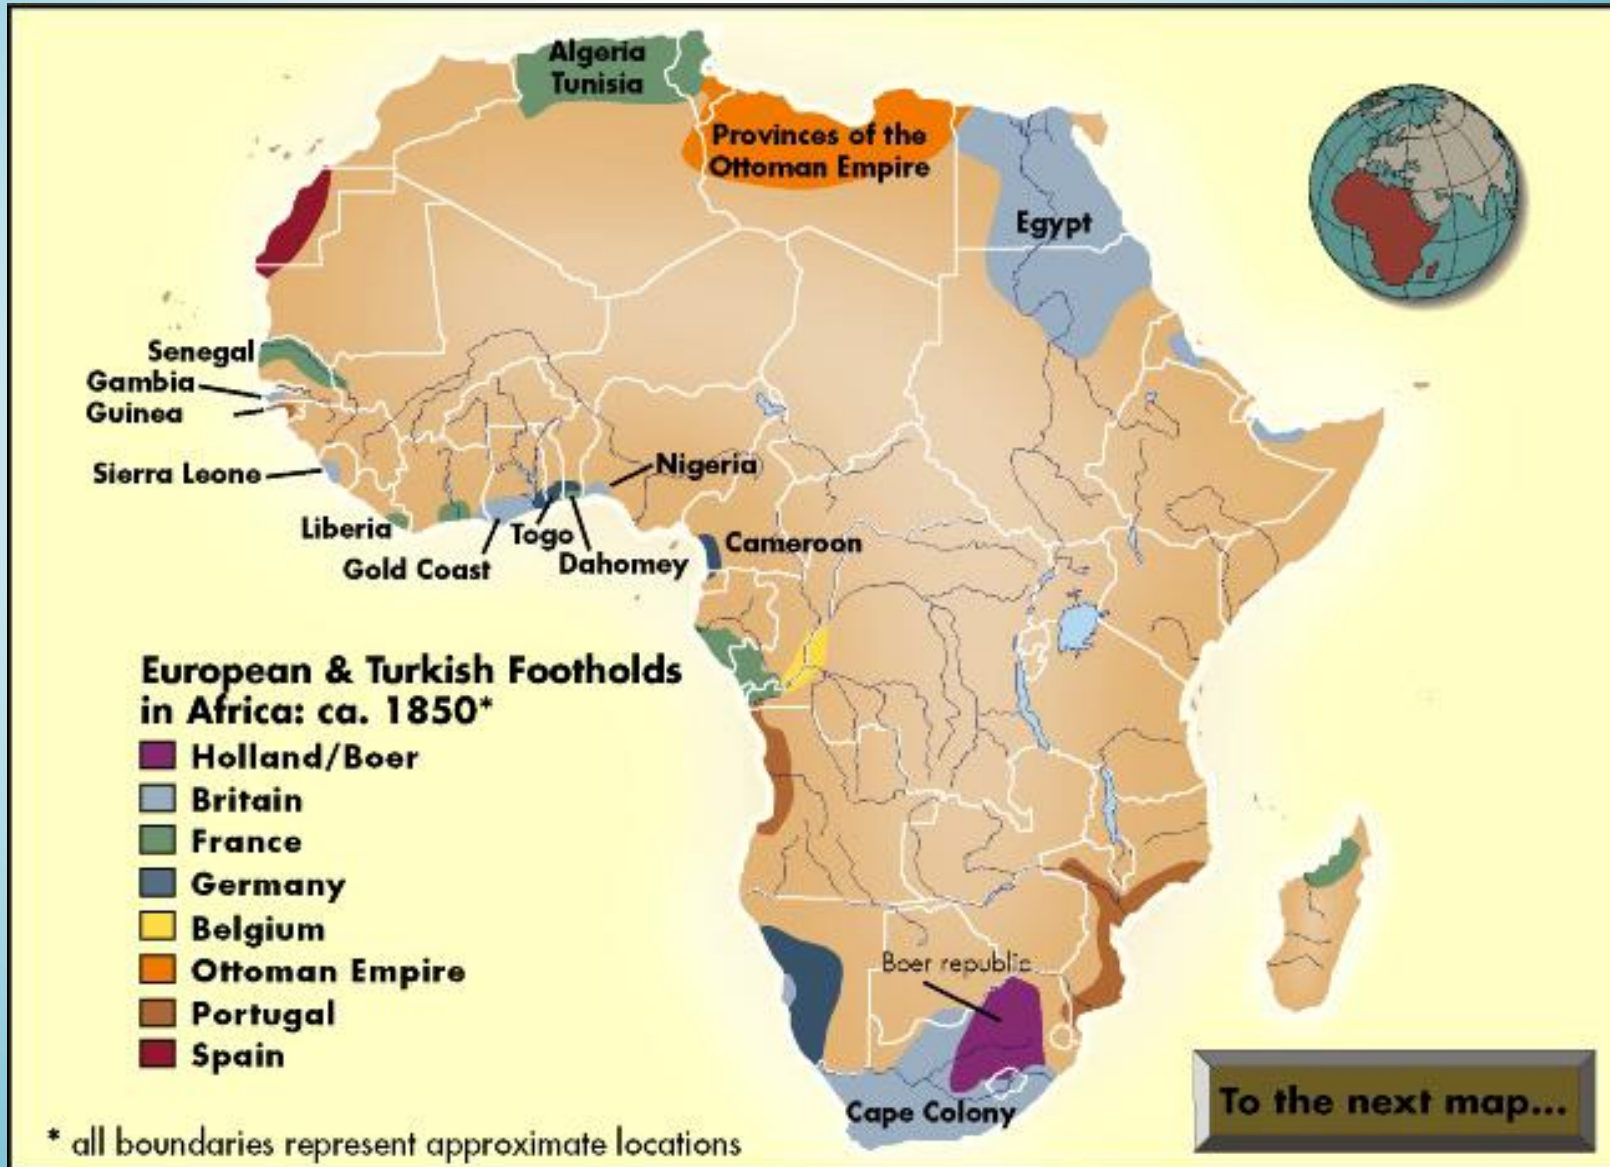 Algeria
Tunisia
Provinces of the
Ottoman Empire
Egypt
Senegal
Gambia
Guinea
Sierra Leone
Nigeria
Liberia
Togo
Gold Coast
Dahomey
Cameroon
European & Turkish Footholds
in Africa: ca. 1850*
Holland/Boer
Britain
France
Germany
Belgium
Ottoman Empire
Portugal
Spain
Boer republic
Cape Colony
To the next map...
* all boundaries represent approximate locations